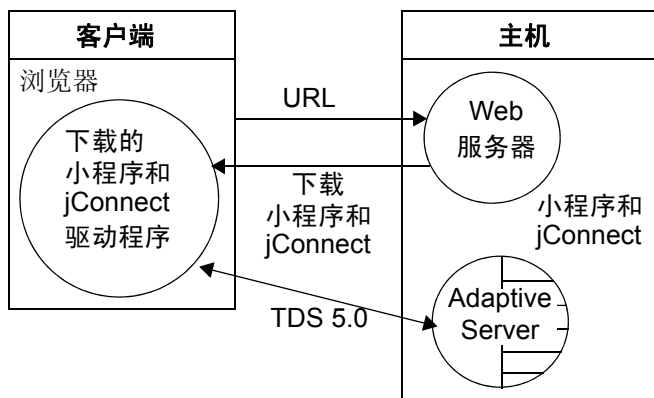 客户端
浏览器
下载的
小程序和
jConnect
驱动程序
URL
下载
小程序和
jConnect
TDS 5.0
主机
Web
服务器
小程序和
jConnect
Adaptive
Server